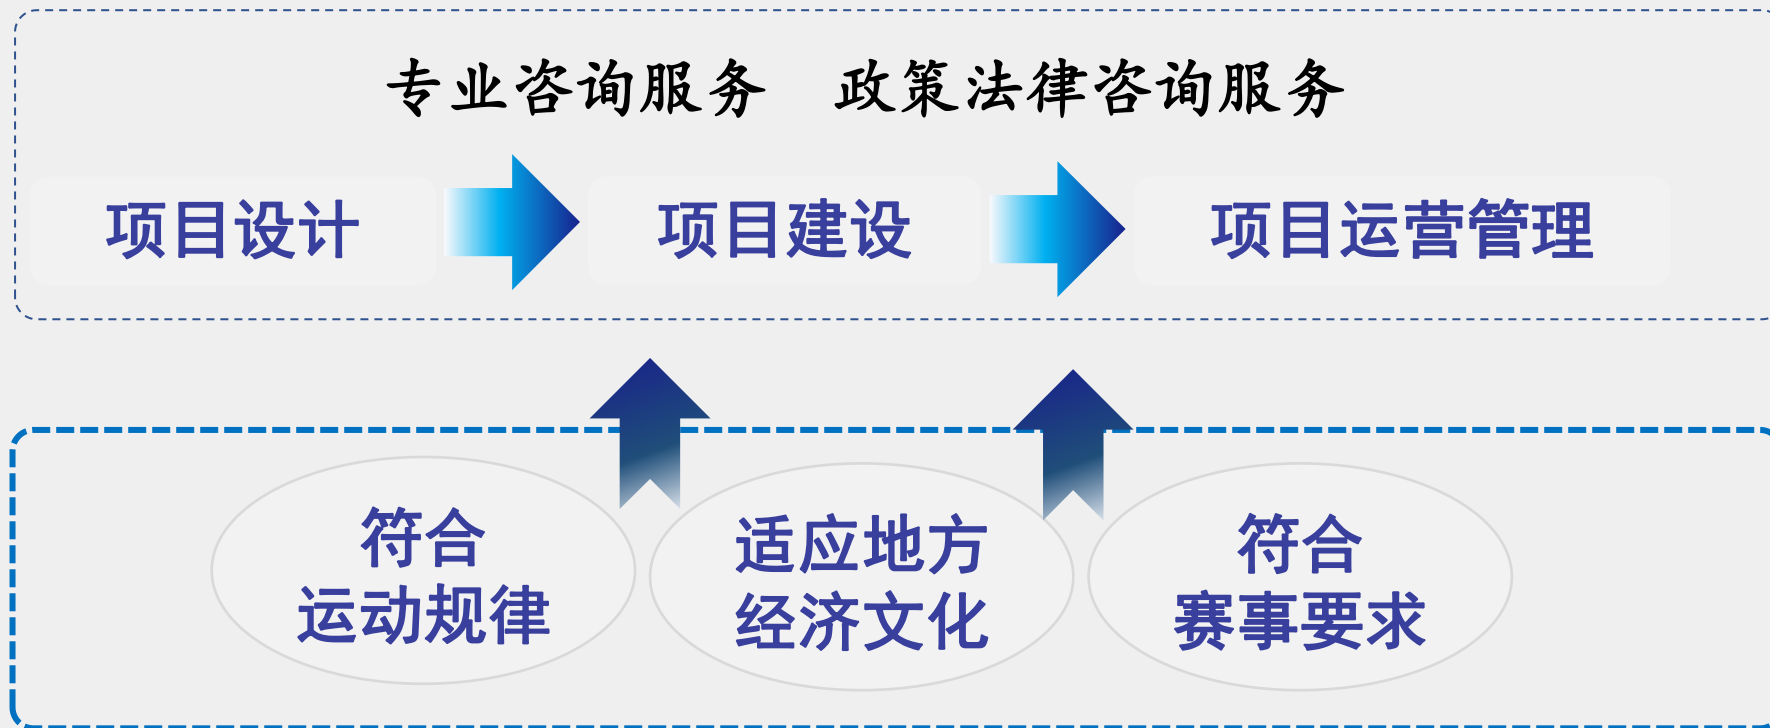 专业咨询服务　政策法律咨询服务
项目设计
项目建设
项目运营管理
符合
运动规律
适应地方
经济文化
符合
赛事要求